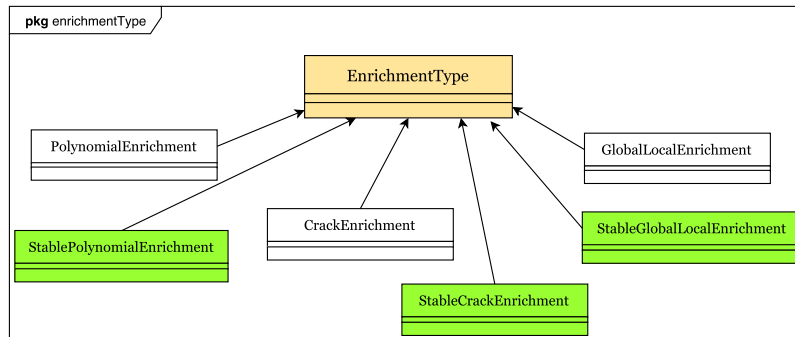 pkg enrichmentType
EnrichmentType
PolynomialEnrichment
GlobalLocalEnrichment
CrackEnrichment
StableGlobalLocalEnrichment
StablePolynomialEnrichment
StableCrackEnrichment